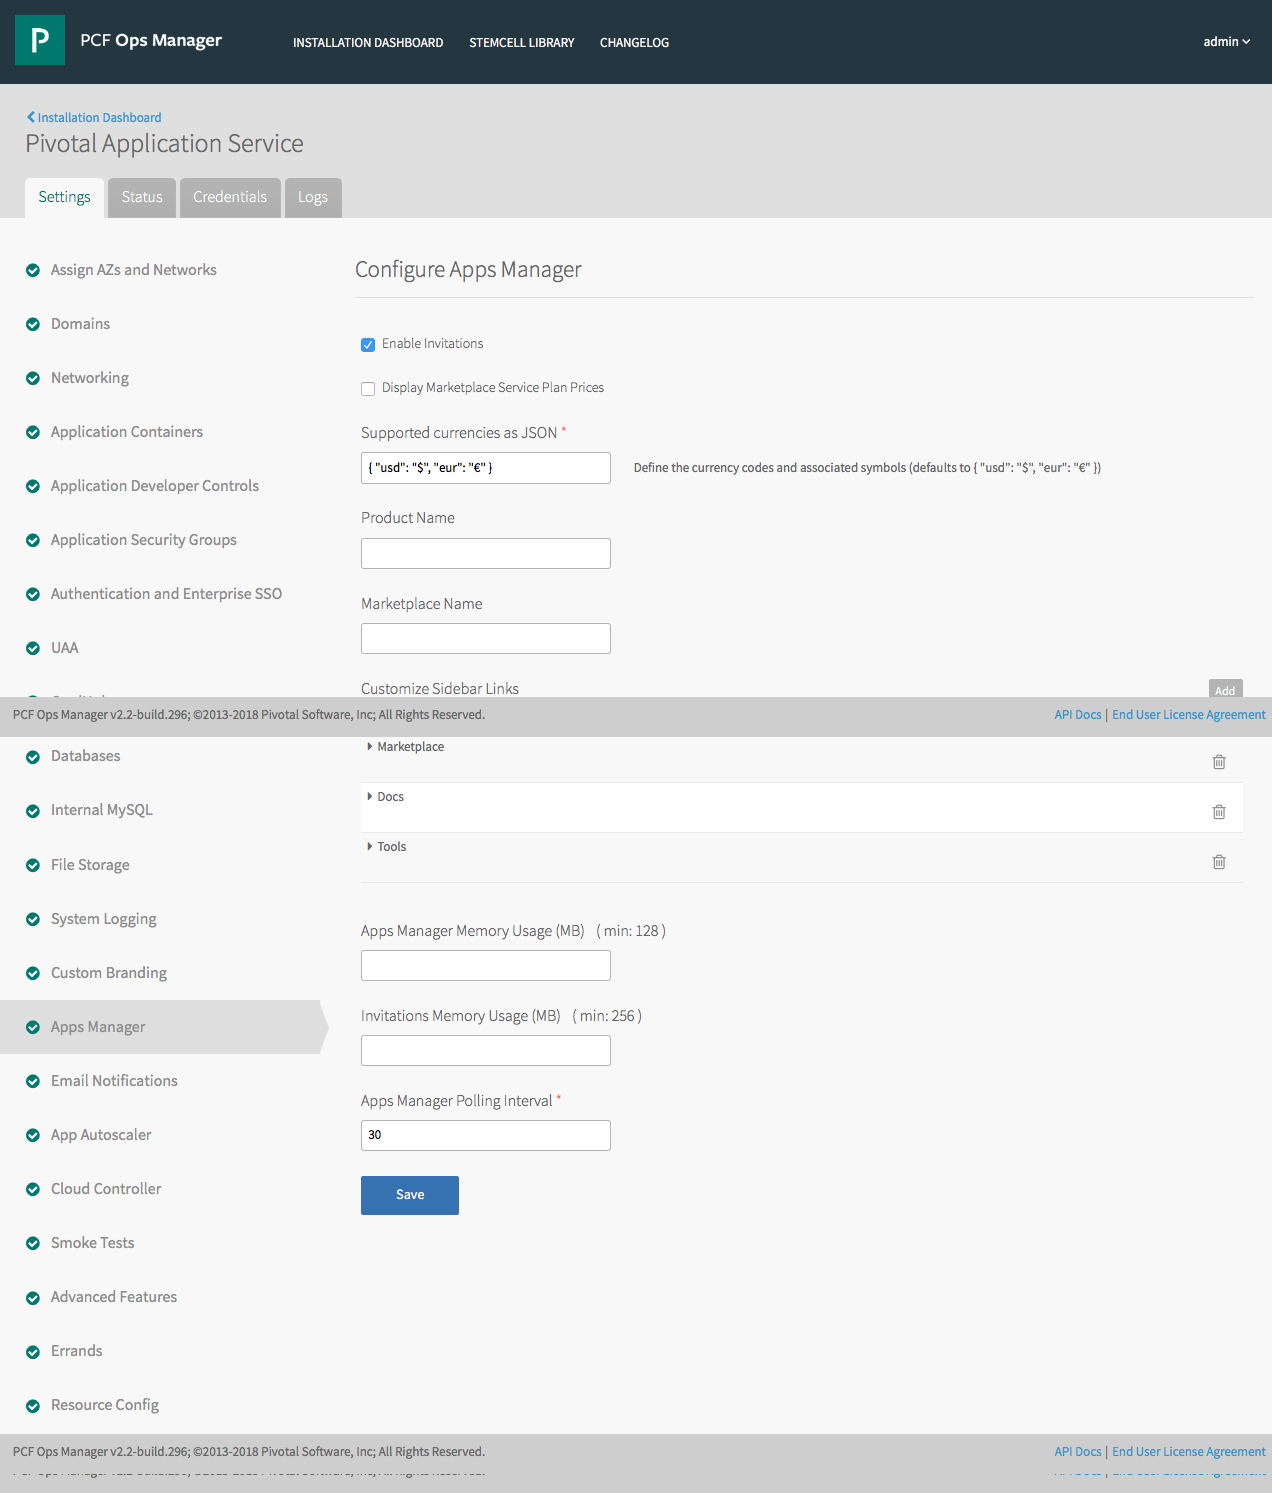 P PCF Ops Manager INSTALLATION DASHBOARD STEMCELL LIBRARY CHANGELOG admin
Installation Dashboard
Pivotal Application Service
Settings Status Credentials Logs
Assign AZs and Networks
Domains
Networking
Application Containers
Application Developer Controls
Application Security Groups
Authentication and Enterprise SSO
UAA
Configure Apps Manager
Enable Invitations
Display Marketplace Service Plan Prices
Supported currencies as JSON *
{ "usd": "$", "eur": "€" } Define the currency codes and associated symbols (defaults to { "usd": "$", "eur": "€" })
Product Name
Marketplace Name
Customize Sidebar Links Add
PCF Ops Manager v2.2-build.296; ©2013-2018 Pivotal Software, Inc; All Rights Reserved. API Docs | End User License Agreement
Databases
Internal MySQL
File Storage
System Logging
Custom Branding
Apps Manager
Email Notifications
App Autoscaler
Cloud Controller
Smoke Tests
Advanced Features
Errands
Resource Config
Marketplace
Docs
Tools
Apps Manager Memory Usage (MB) ( min: 128 )
Invitations Memory Usage (MB) ( min: 256 )
Apps Manager Polling Interval *
30
Save
PCF Ops Manager v2.2-build.296; ©2013-2018 Pivotal Software, Inc; All Rights Reserved. API Docs | End User License Agreement